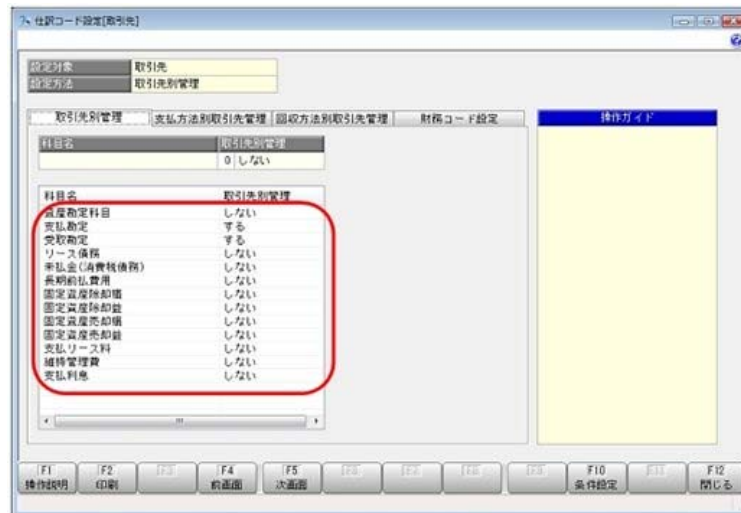 仕訳コード設定[取引先]
設定対象 取引先
設定方法 取引先別管理
取引先別管理 支払方法別取引先管理 回収方法別取引先管理 財務コード設定 操作ガイド
科目名 取引先別管理
0 しない
科目名 取引先別管理
資産勘定科目 しない
支払勘定 する
受取勘定 する
リース債務 しない
未払金(消費税債務) しない
長期前払費用 しない
固定資産除却損 しない
固定資産除却益 しない
固定資産売却損 しない
固定資産売却益 しない
支払リース料 しない
維持管理費 しない
支払利息 しない
F1 F2 F4 F5 F10 F12
操作説明 印刷 前画面 次画面 条件設定 閉じる